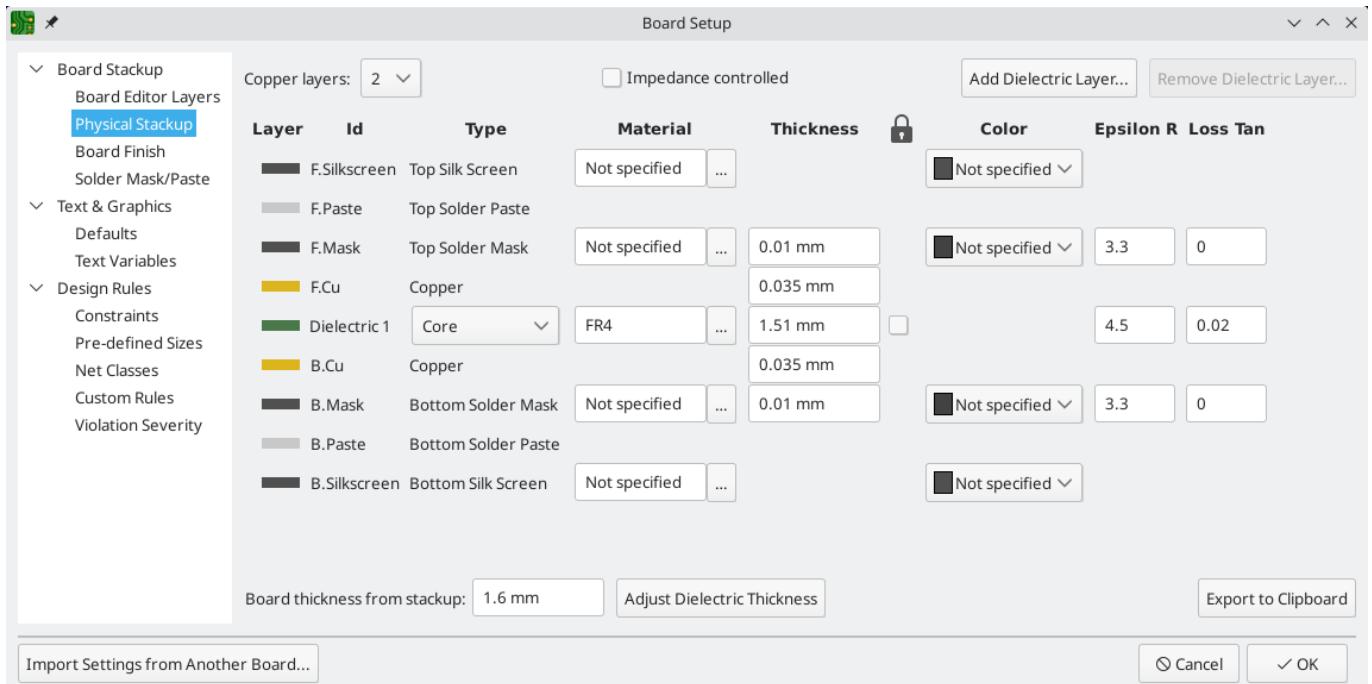 Board Setup
Board Stackup
Board Editor Layers
Physical Stackup
Board Finish
Solder Mask/Paste
Text & Graphics
Defaults
Text Variables
Design Rules
Constraints
Pre-defined Sizes
Net Classes
Custom Rules
Violation Severity
Copper layers: 2 Impedance controlled Add Dielectric Layer... Remove Dielectric Layer...
Layer Id Type Material Thickness Color Epsilon R Loss Tan
F.Silkscreen Top Silk Screen Not specified ... Not specified
F.Paste Top Solder Paste
F.Mask Top Solder Mask Not specified ... 0.01 mm Not specified 3.3 0
F.Cu Copper 0.035 mm
Dielectric 1 Core FR4 ... 1.51 mm 4.5 0.02
B.Cu Copper 0.035 mm
B.Mask Bottom Solder Mask Not specified ... 0.01 mm Not specified 3.3 0
B.Paste Bottom Solder Paste
B.Silkscreen Bottom Silk Screen Not specified ... Not specified
Board thickness from stackup: 1.6 mm Adjust Dielectric Thickness Export to Clipboard
Import Settings from Another Board... Cancel OK